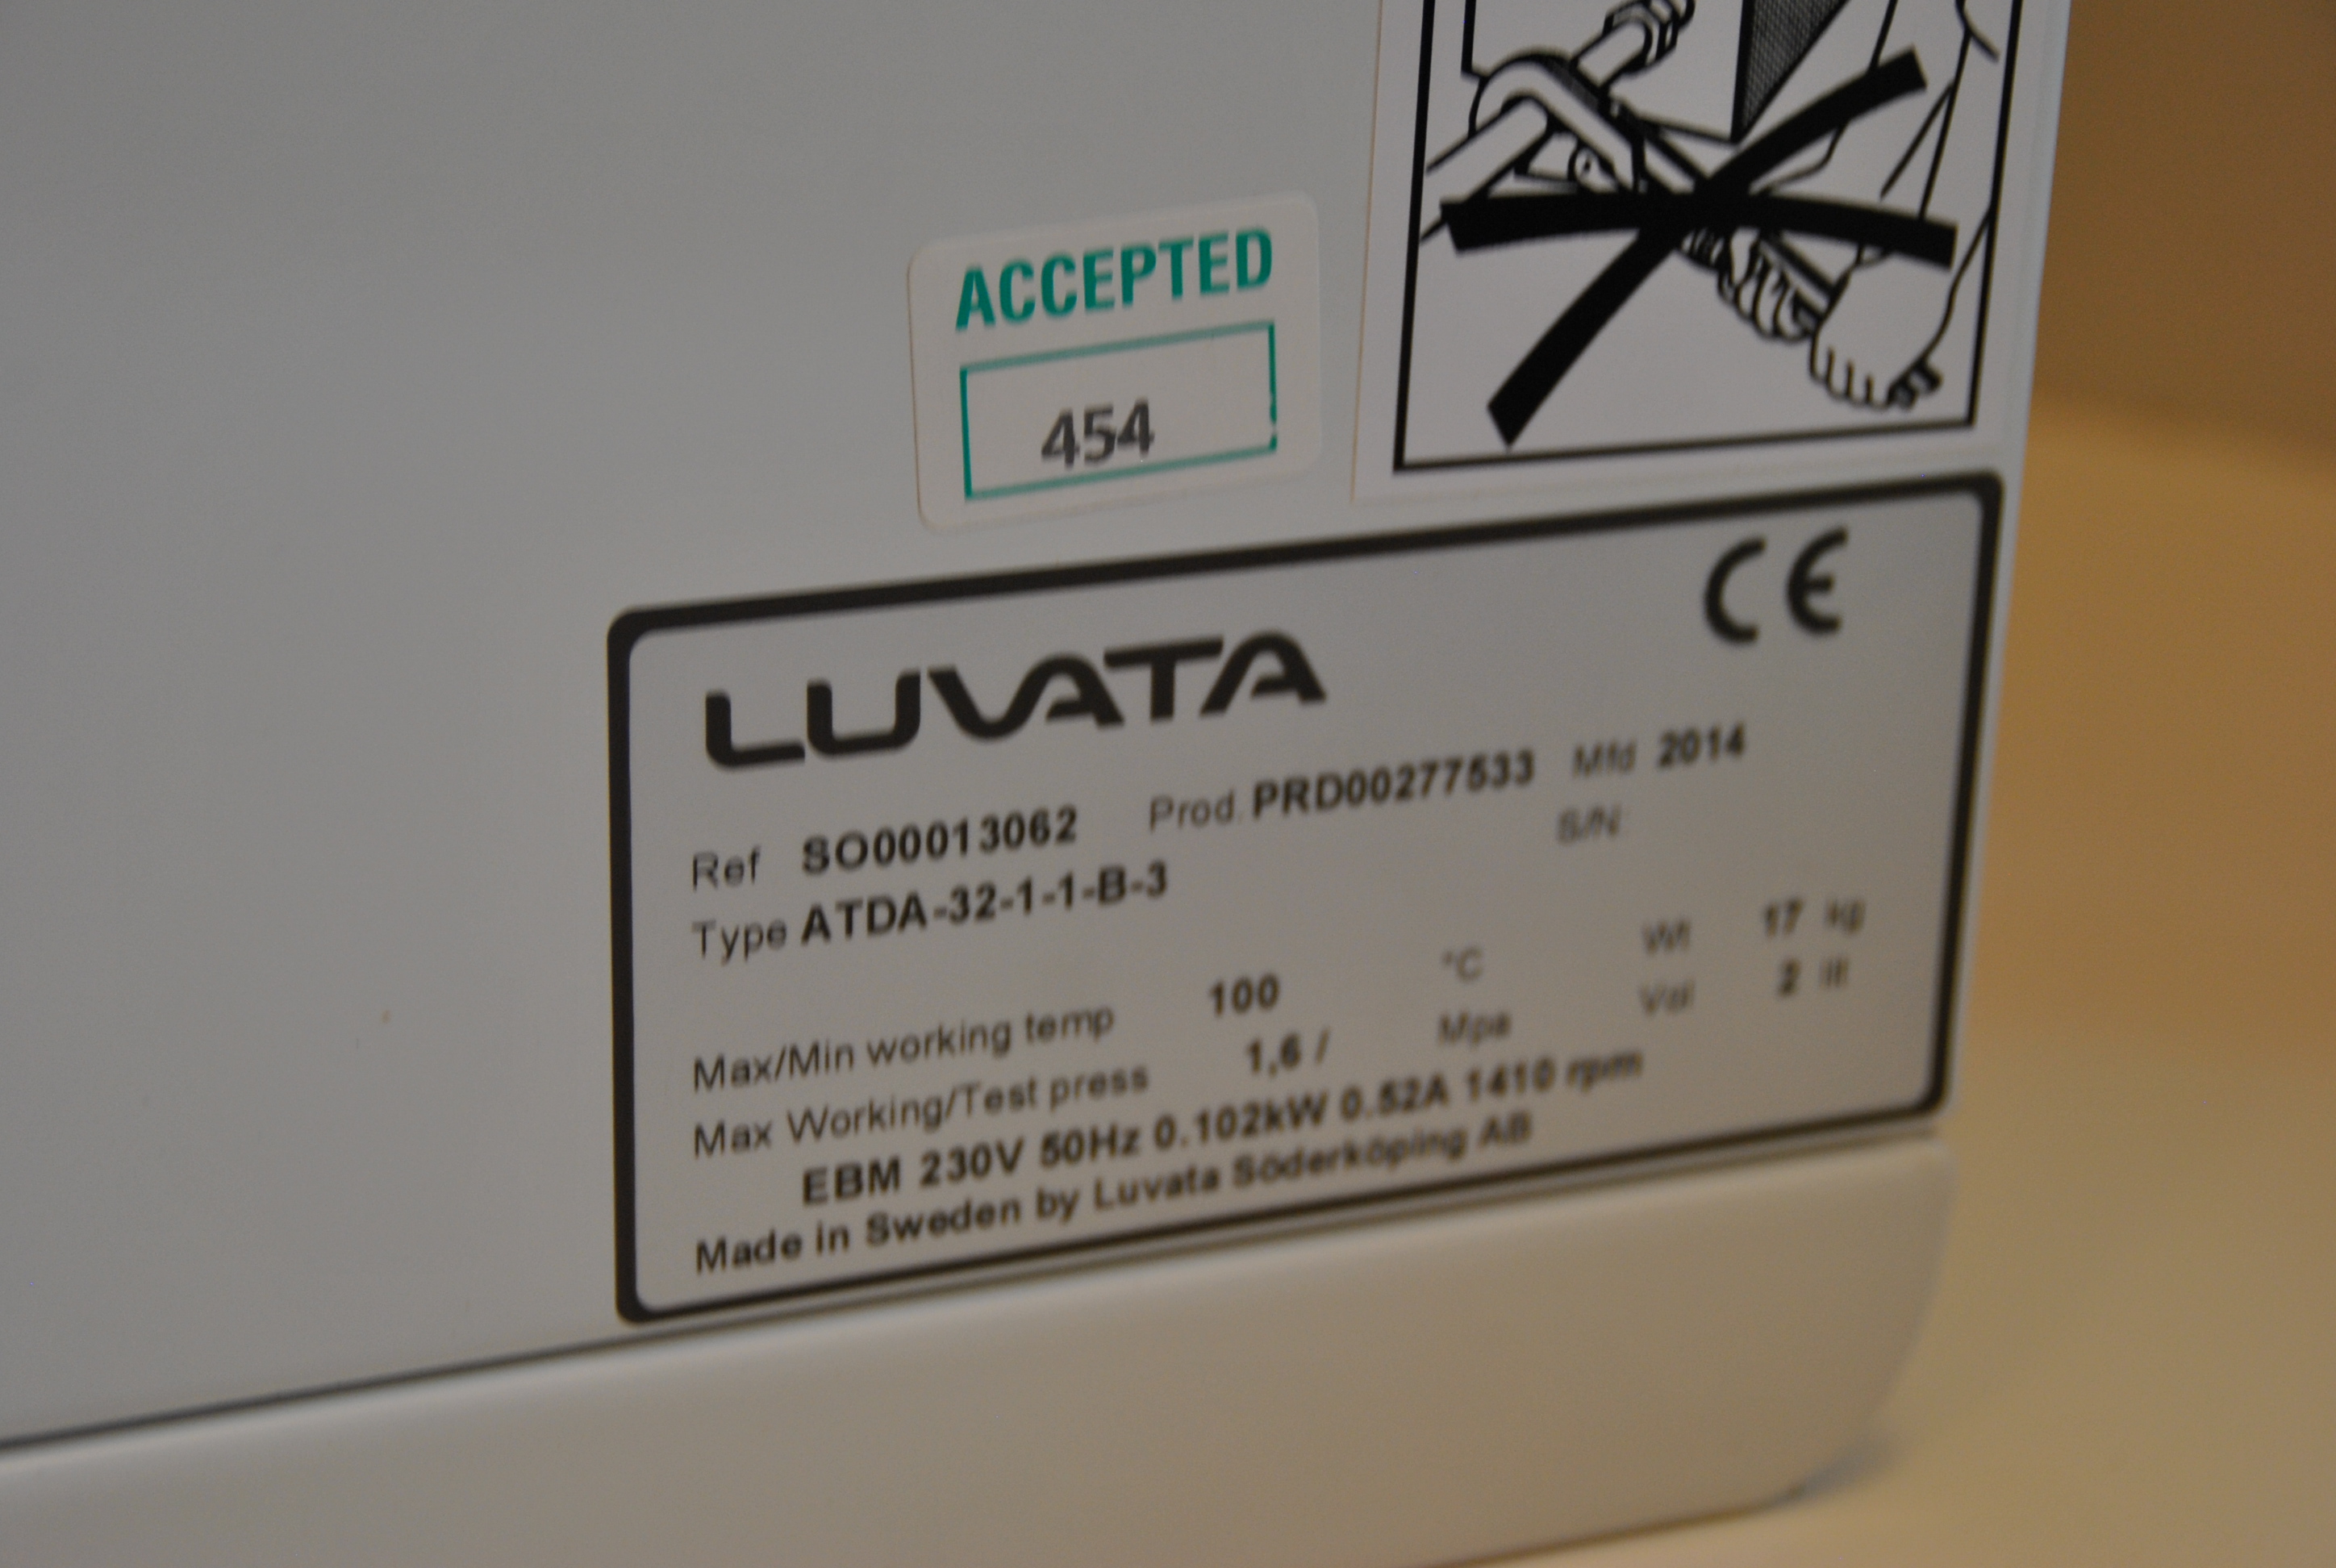 ACCEPTED
454
CE
LUVATA
Ref SO00013062 Prod. PRD00277533 Mfd 2014
Type ATDA-32-1-1-B-3 S/N:
Max/Min working temp 100 °C Wt 17 kg
Max Working/Test press 1,6 / Mpa Vol 2 lit
EBM 230V 50Hz 0.102kW 0.52A 1410 rpm
Made in Sweden by Luvata Söderköping AB